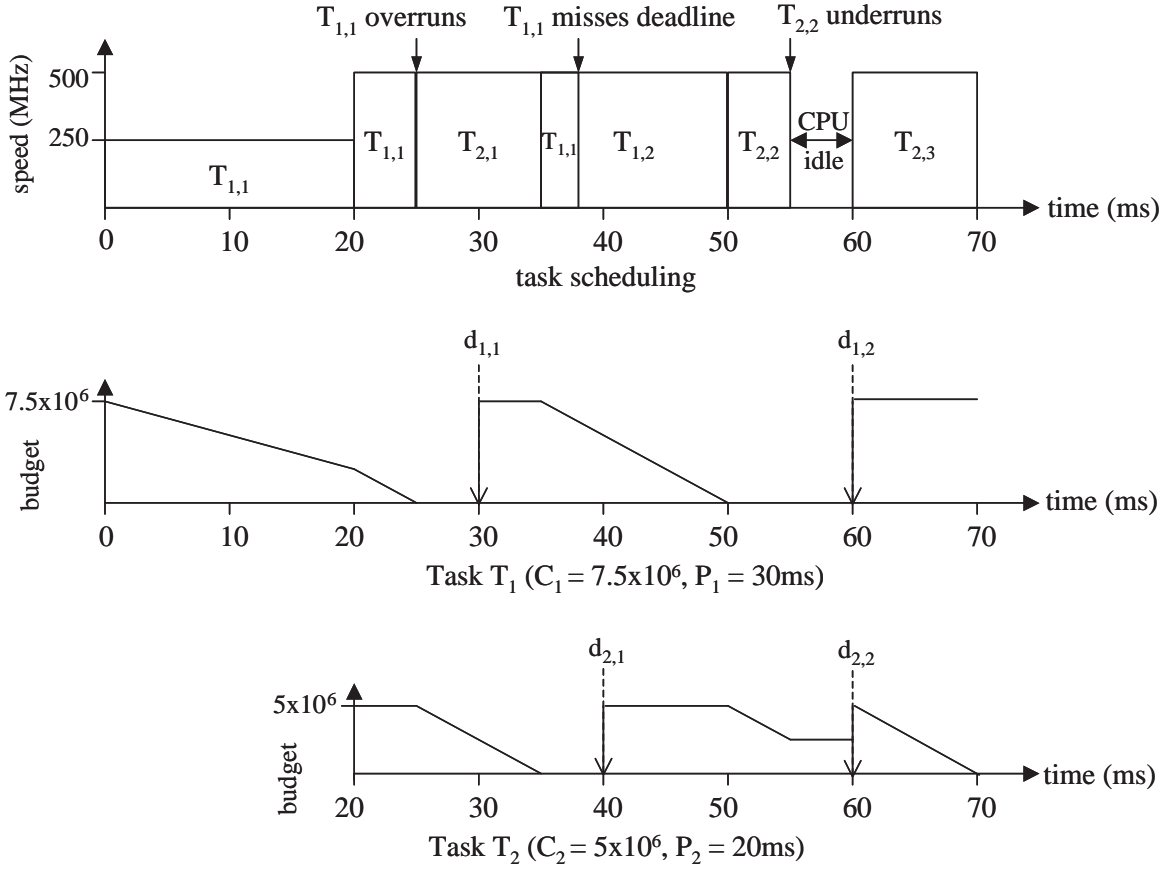 T1,1 overruns T1,1 misses deadline T2,2 underruns
speed (MHz)
500
250
T1,1 T1,1 T2,1 T1,1 T1,2 T2,2 CPU idle T2,3
time (ms)
0 10 20 30 40 50 60 70
task scheduling
d1,1 d1,2
7.5x10⁶
budget
time (ms)
0 10 20 30 40 50 60 70
Task T1 (C1 = 7.5x10⁶, P1 = 30ms)
d2,1 d2,2
5x10⁶
budget
time (ms)
20 30 40 50 60 70
Task T2 (C2 = 5x10⁶, P2 = 20ms)